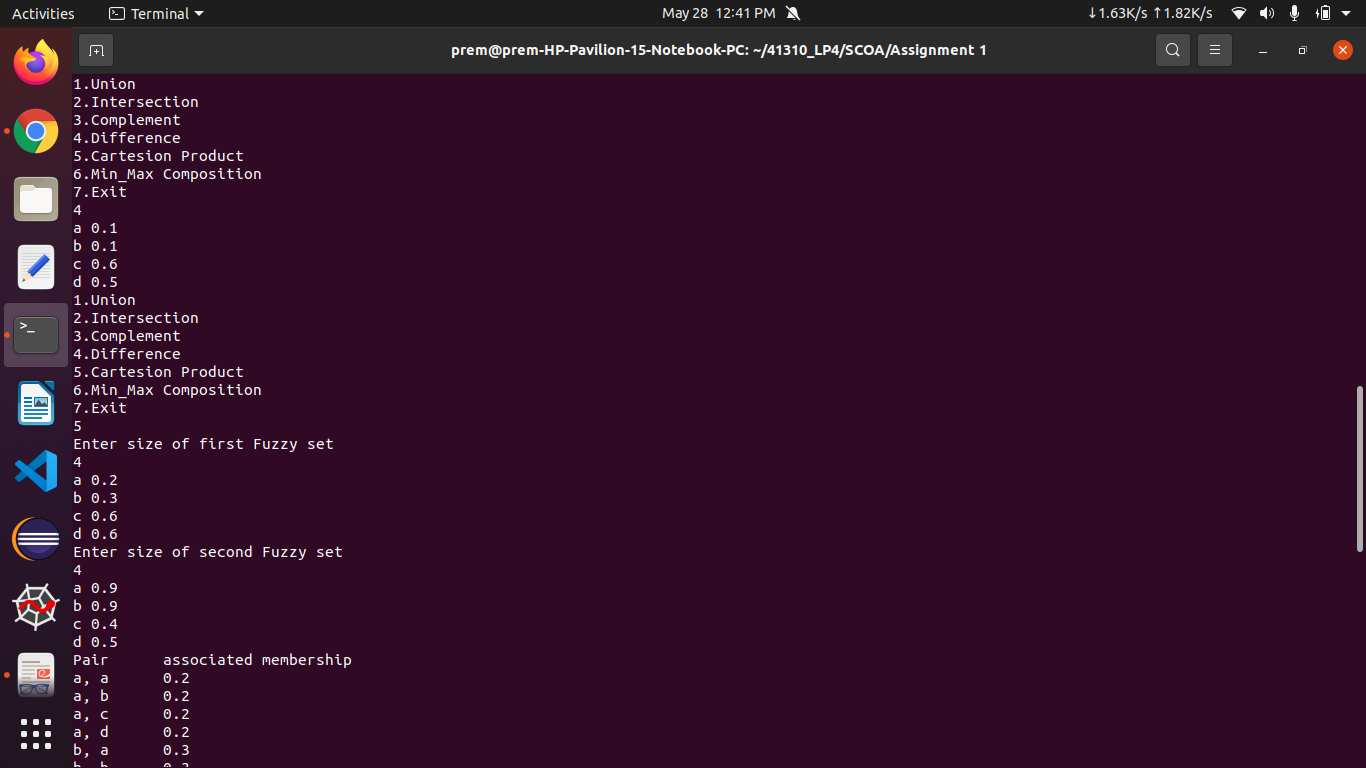 Activities
Terminal
May 28 12:41 PM
↓1.63K/s ↑1.82K/s
prem@prem-HP-Pavilion-15-Notebook-PC: ~/41310_LP4/SCOA/Assignment 1
1.Union
2.Intersection
3.Complement
4.Difference
5.Cartesion Product
6.Min_Max Composition
7.Exit
4
a 0.1
b 0.1
c 0.6
d 0.5
1.Union
2.Intersection
3.Complement
4.Difference
5.Cartesion Product
6.Min_Max Composition
7.Exit
5
Enter size of first Fuzzy set
4
a 0.2
b 0.3
c 0.6
d 0.6
Enter size of second Fuzzy set
4
a 0.9
b 0.9
c 0.4
d 0.5
Pair associated membership
a, a 0.2
a, b 0.2
a, c 0.2
a, d 0.2
b, a 0.3